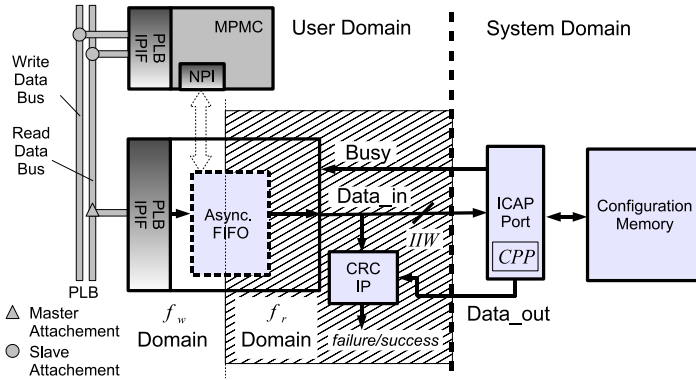 MPMC
User Domain
System Domain
PLB
IPIF
NPI
Write
Data
Bus
Read
Data
Bus
Busy
Data_in
PLB
IPIF
Async.
FIFO
IIW
ICAP
Port
CPP
Configuration
Memory
CRC
IP
PLB
Master
Attachement
Slave
Attachement
f_w
Domain
f_r
Domain
failure/success
Data_out